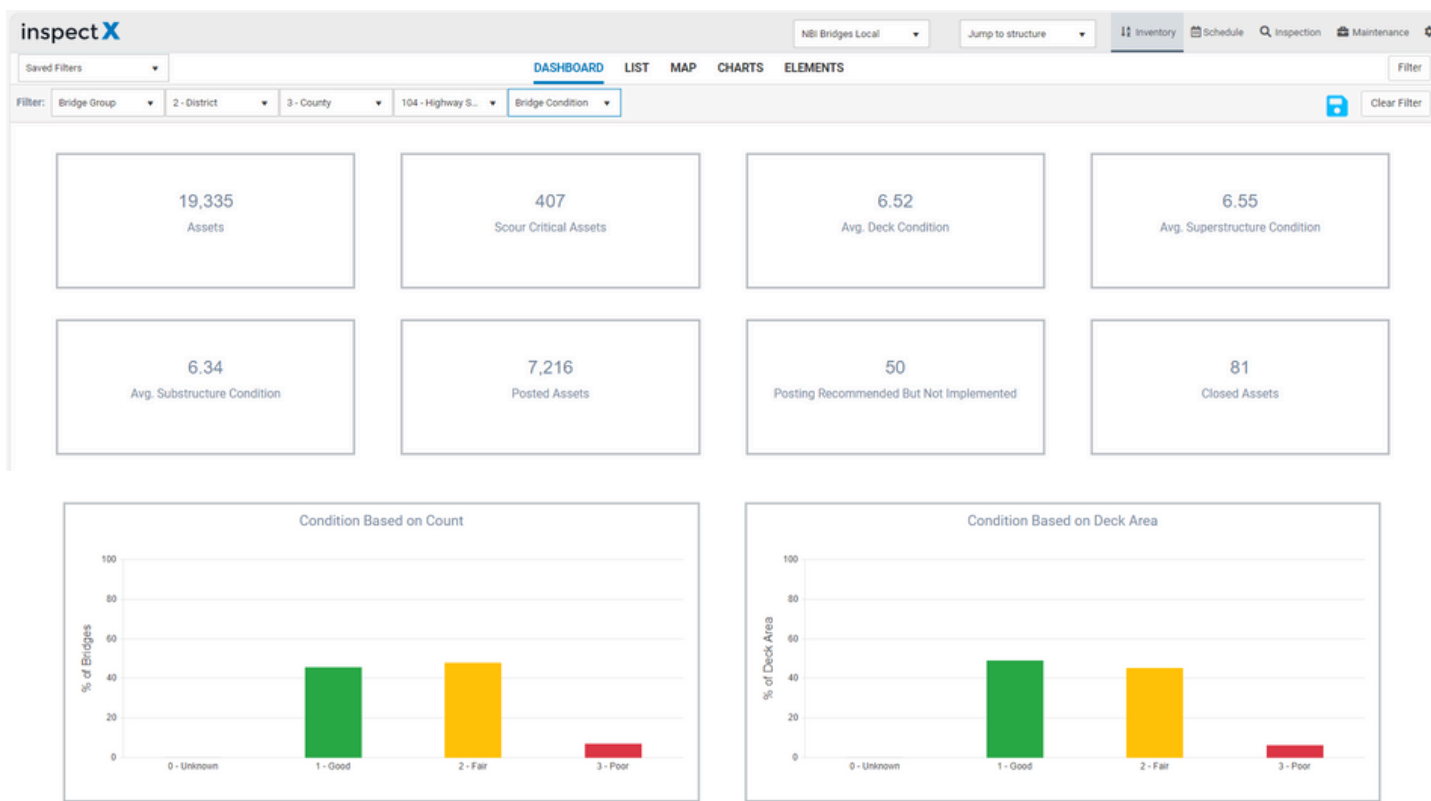 inspectX
NBI Bridges Local
Jump to structure
Inventory
Schedule
Inspection
Maintenance
Saved Filters
DASHBOARD
LIST
MAP
CHARTS
ELEMENTS
Filter
Filter:
Bridge Group
2 - District
3 - County
104 - Highway S...
Bridge Condition
Clear Filter
19,335
Assets
407
Scour Critical Assets
6.52
Avg. Deck Condition
6.55
Avg. Superstructure Condition
6.34
Avg. Substructure Condition
7,216
Posted Assets
50
Posting Recommended But Not Implemented
81
Closed Assets
Condition Based on Count
% of Bridges
100
80
60
40
20
0
0 - Unknown
1 - Good
2 - Fair
3 - Poor
Condition Based on Deck Area
% of Deck Area
100
80
60
40
20
0
0 - Unknown
1 - Good
2 - Fair
3 - Poor